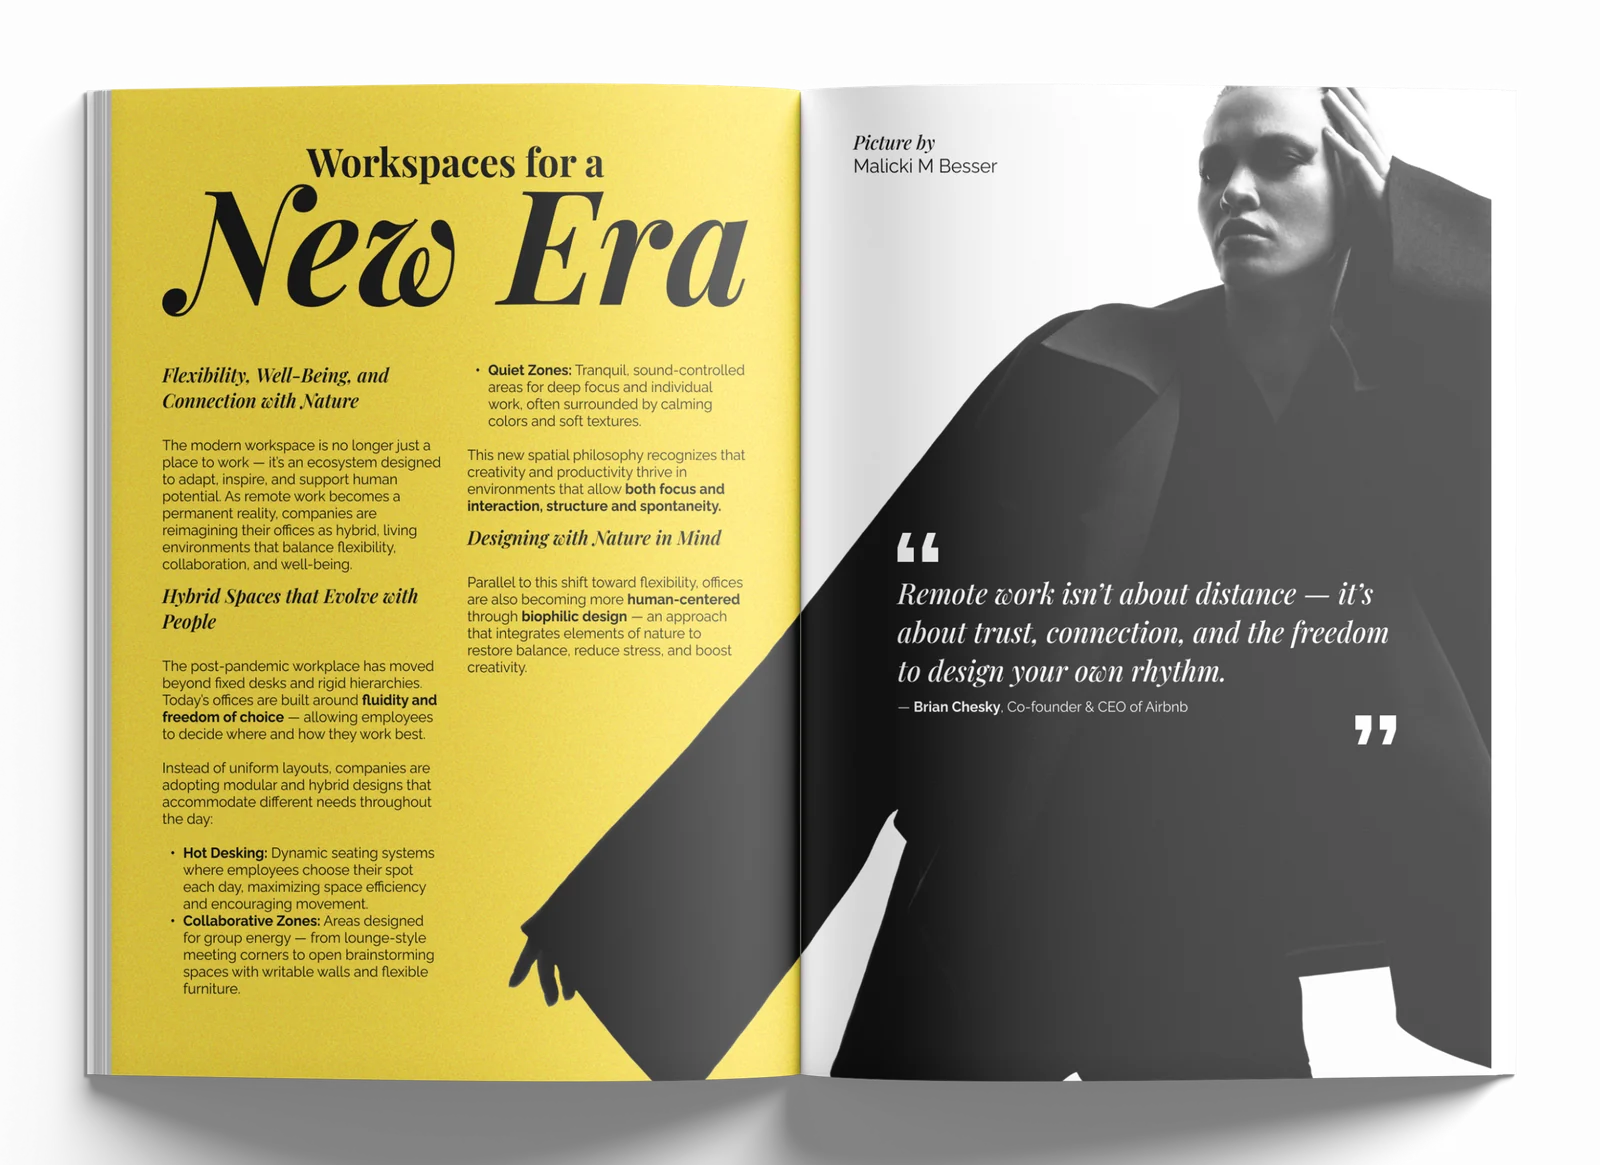 Workspaces for a
New Era
Flexibility, Well-Being, and
Connection with Nature
The modern workspace is no longer just a
place to work — it's an ecosystem designed
to adapt, inspire, and support human
potential. As remote work becomes a
permanent reality, companies are
reimagining their offices as hybrid, living
environments that balance flexibility,
collaboration, and well-being.
Hybrid Spaces that Evolve with
People
The post-pandemic workplace has moved
beyond fixed desks and rigid hierarchies.
Today's offices are built around fluidity and
freedom of choice — allowing employees
to decide where and how they work best.
Instead of uniform layouts, companies are
adopting modular and hybrid designs that
accommodate different needs throughout
the day:
• Hot Desking: Dynamic seating systems
where employees choose their spot
each day, maximizing space efficiency
and encouraging movement.
• Collaborative Zones: Areas designed
for group energy — from lounge-style
meeting corners to open brainstorming
spaces with writable walls and flexible
furniture.
• Quiet Zones: Tranquil, sound-controlled
areas for deep focus and individual
work, often surrounded by calming
colors and soft textures.
This new spatial philosophy recognizes that
creativity and productivity thrive in
environments that allow both focus and
interaction, structure and spontaneity.
Designing with Nature in Mind
Parallel to this shift toward flexibility, offices
are also becoming more human-centered
through biophilic design — an approach
that integrates elements of nature to
restore balance, reduce stress, and boost
creativity.
Picture by
Malicki M Besser
“
Remote work isn't about distance — it's
about trust, connection, and the freedom
to design your own rhythm.
— Brian Chesky, Co-founder & CEO of Airbnb
”